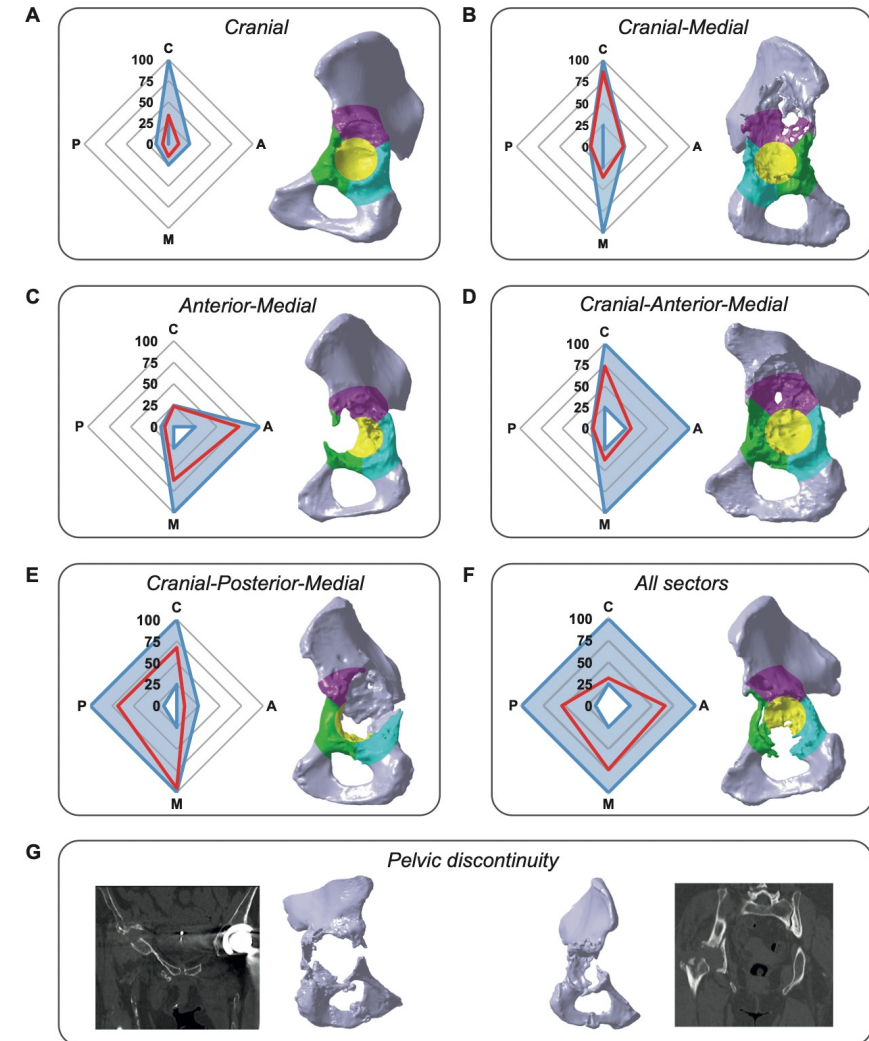 A
Cranial
C
100
75
50
25
0
P
A
M
B
Cranial-Medial
C
100
75
50
25
0
P
A
M
C
Anterior-Medial
C
100
75
50
25
0
P
A
M
D
Cranial-Anterior-Medial
C
100
75
50
25
0
P
A
M
E
Cranial-Posterior-Medial
C
100
75
50
25
0
P
A
M
F
All sectors
C
100
75
50
25
0
P
A
M
G
Pelvic discontinuity